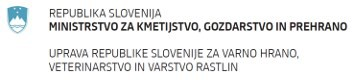 REPUBLIKA SLOVENIJA
MINISTRSTVO ZA KMETIJSTVO, GOZDARSTVO IN PREHRANO
UPRAVA REPUBLIKE SLOVENIJE ZA VARNO HRANO,
VETERINARSTVO IN VARSTVO RASTLIN